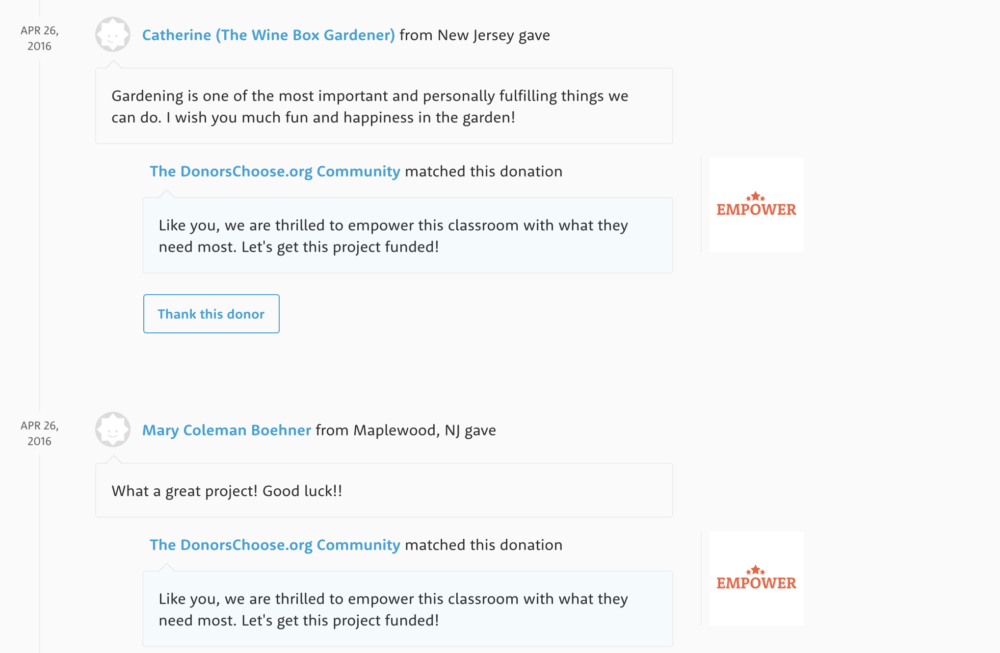 APR 26,
2016
Catherine (The Wine Box Gardener) from New Jersey gave
Gardening is one of the most important and personally fulfilling things we
can do. I wish you much fun and happiness in the garden!
The DonorsChoose.org Community matched this donation
Like you, we are thrilled to empower this classroom with what they
need most. Let's get this project funded!
EMPOWER
Thank this donor
APR 26,
2016
Mary Coleman Boehner from Maplewood, NJ gave
What a great project! Good luck!!
The DonorsChoose.org Community matched this donation
Like you, we are thrilled to empower this classroom with what they
need most. Let's get this project funded!
EMPOWER